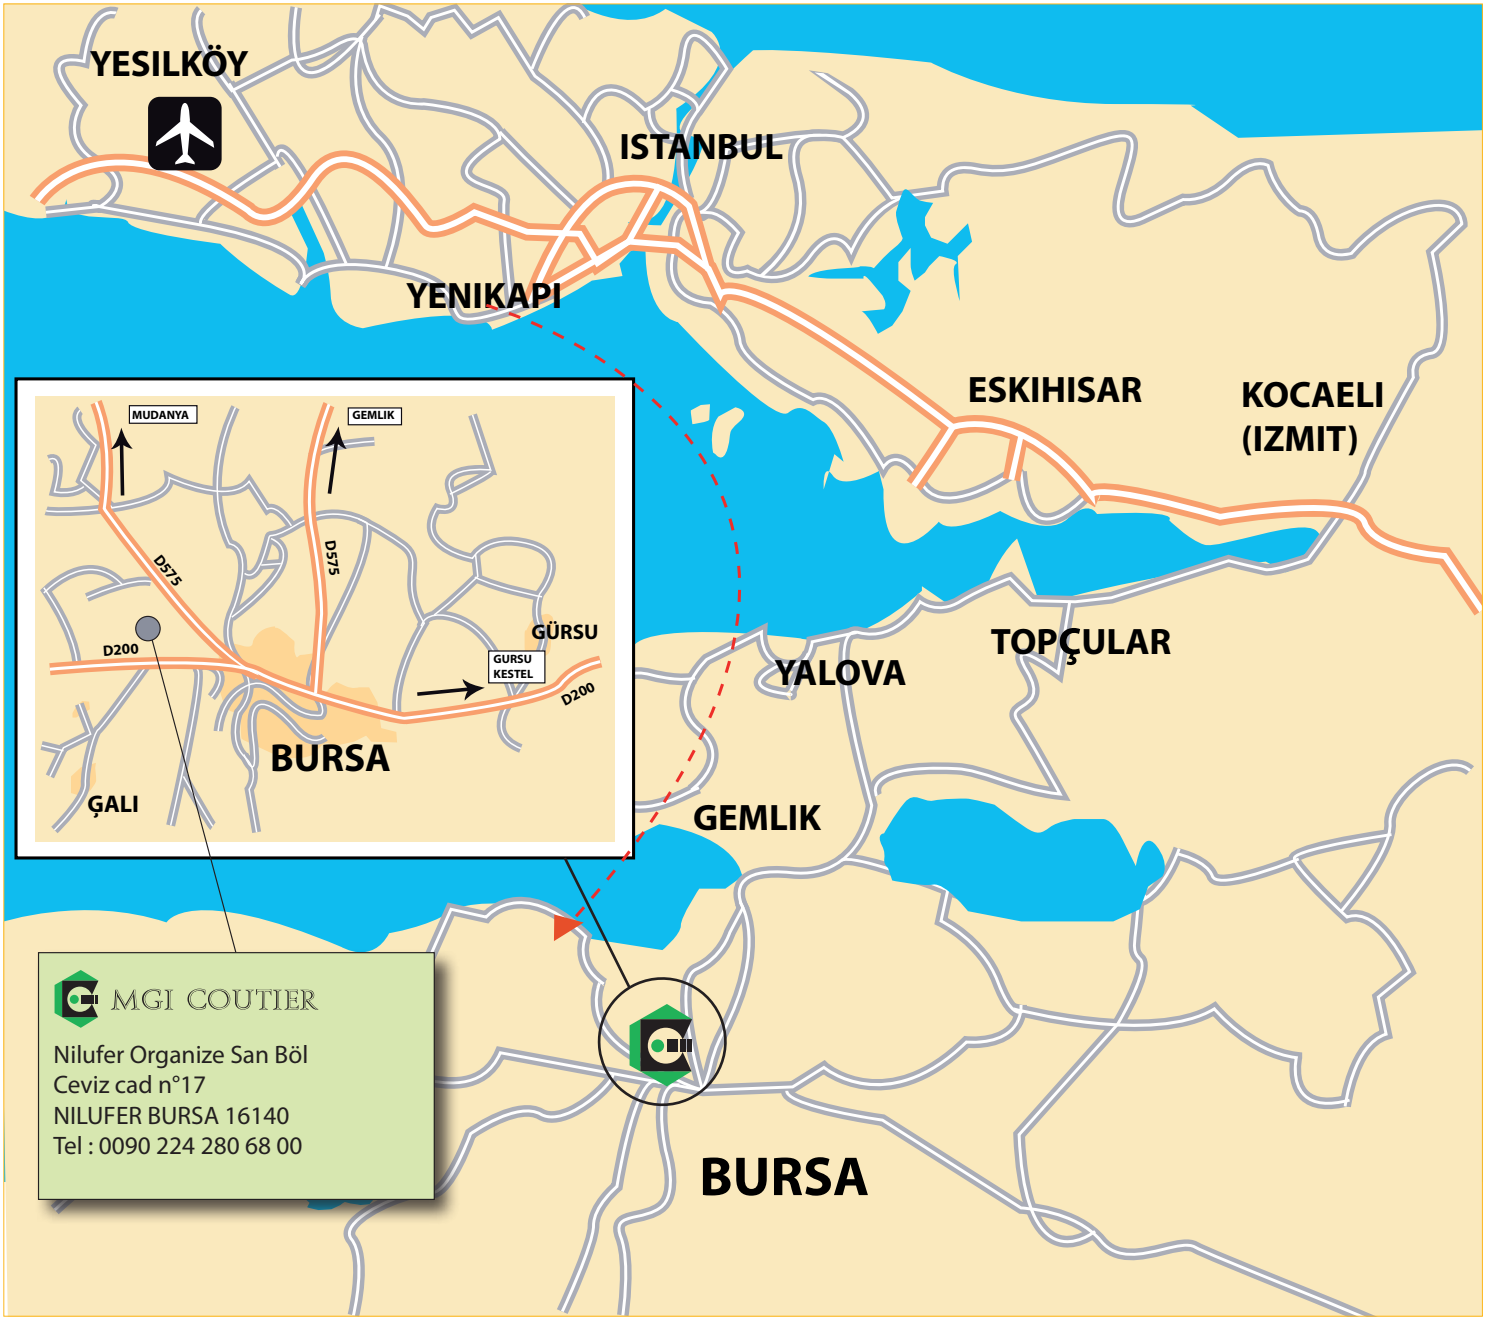 YESILKÖY
ISTANBUL
YENIKAPI
ESKIHISAR
KOCAELI
(IZMIT)
MUDANYA
GEMLIK
D575
D575
GÜRSU
D200
GURSU
KESTEL
D200
BURSA
ĢALI
TOPÇULAR
YALOVA
GEMLIK
MGI COUTIER
Nilufer Organize San Böl
Ceviz cad n°17
NILUFER BURSA 16140
Tel : 0090 224 280 68 00
BURSA